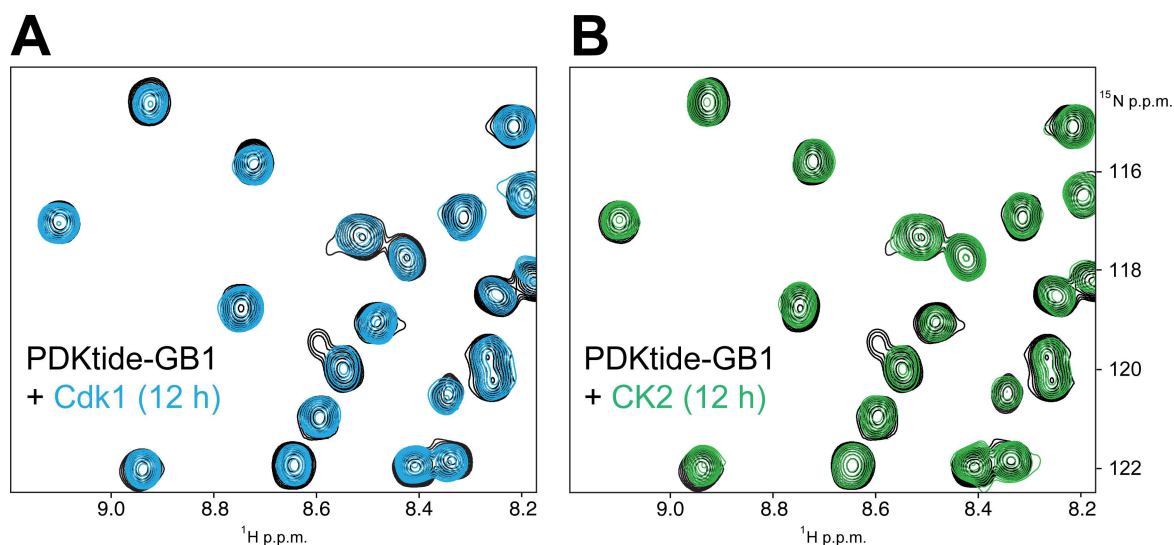 A
B
¹⁵N p.p.m.
116
118
120
122
PDKtide-GB1
+ Cdk1 (12 h)
PDKtide-GB1
+ CK2 (12 h)
9.0 8.8 8.6 8.4 8.2
9.0 8.8 8.6 8.4 8.2
¹H p.p.m.
¹H p.p.m.